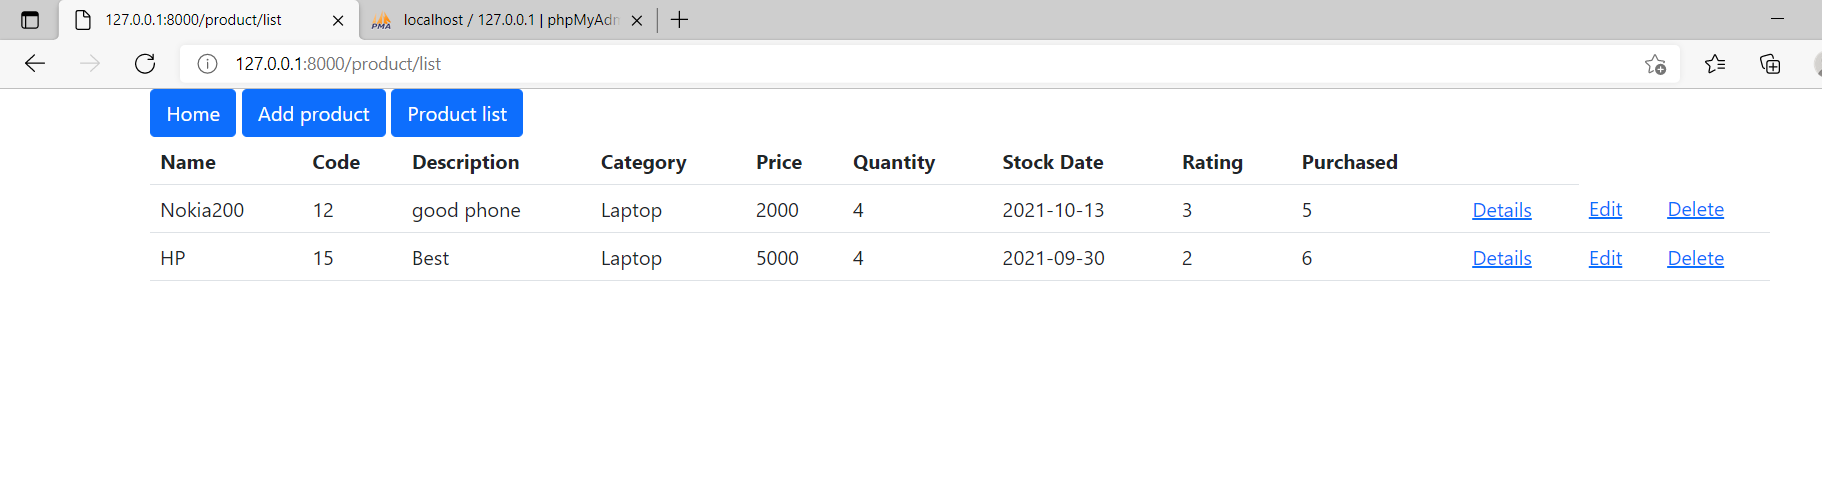 127.0.0.1:8000/product/list localhost / 127.0.0.1 | phpMyAdm
127.0.0.1:8000/product/list
Home Add product Product list
Name Code Description Category Price Quantity Stock Date Rating Purchased
Nokia200 12 good phone Laptop 2000 4 2021-10-13 3 5 Details Edit Delete
HP 15 Best Laptop 5000 4 2021-09-30 2 6 Details Edit Delete